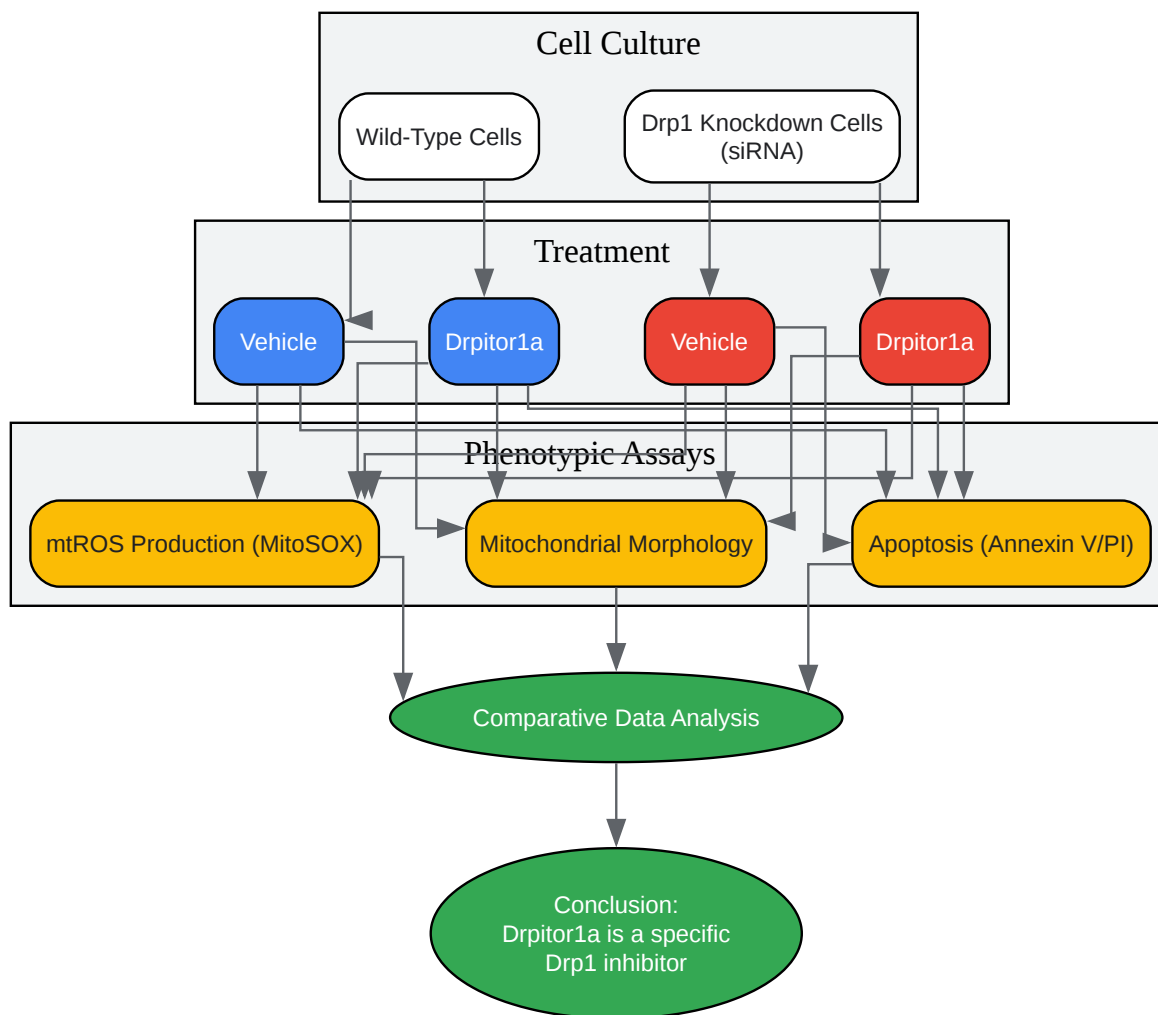 Cell Culture
Wild-Type Cells
Drp1 Knockdown Cells
(siRNA)
Treatment
Vehicle
Drpitor1a
Vehicle
Drpitor1a
Phenotypic Assays
mtROS Production (MitoSOX)
Mitochondrial Morphology
Apoptosis (Annexin V/PI)
Comparative Data Analysis
Conclusion:
Drpitor1a is a specific
Drp1 inhibitor